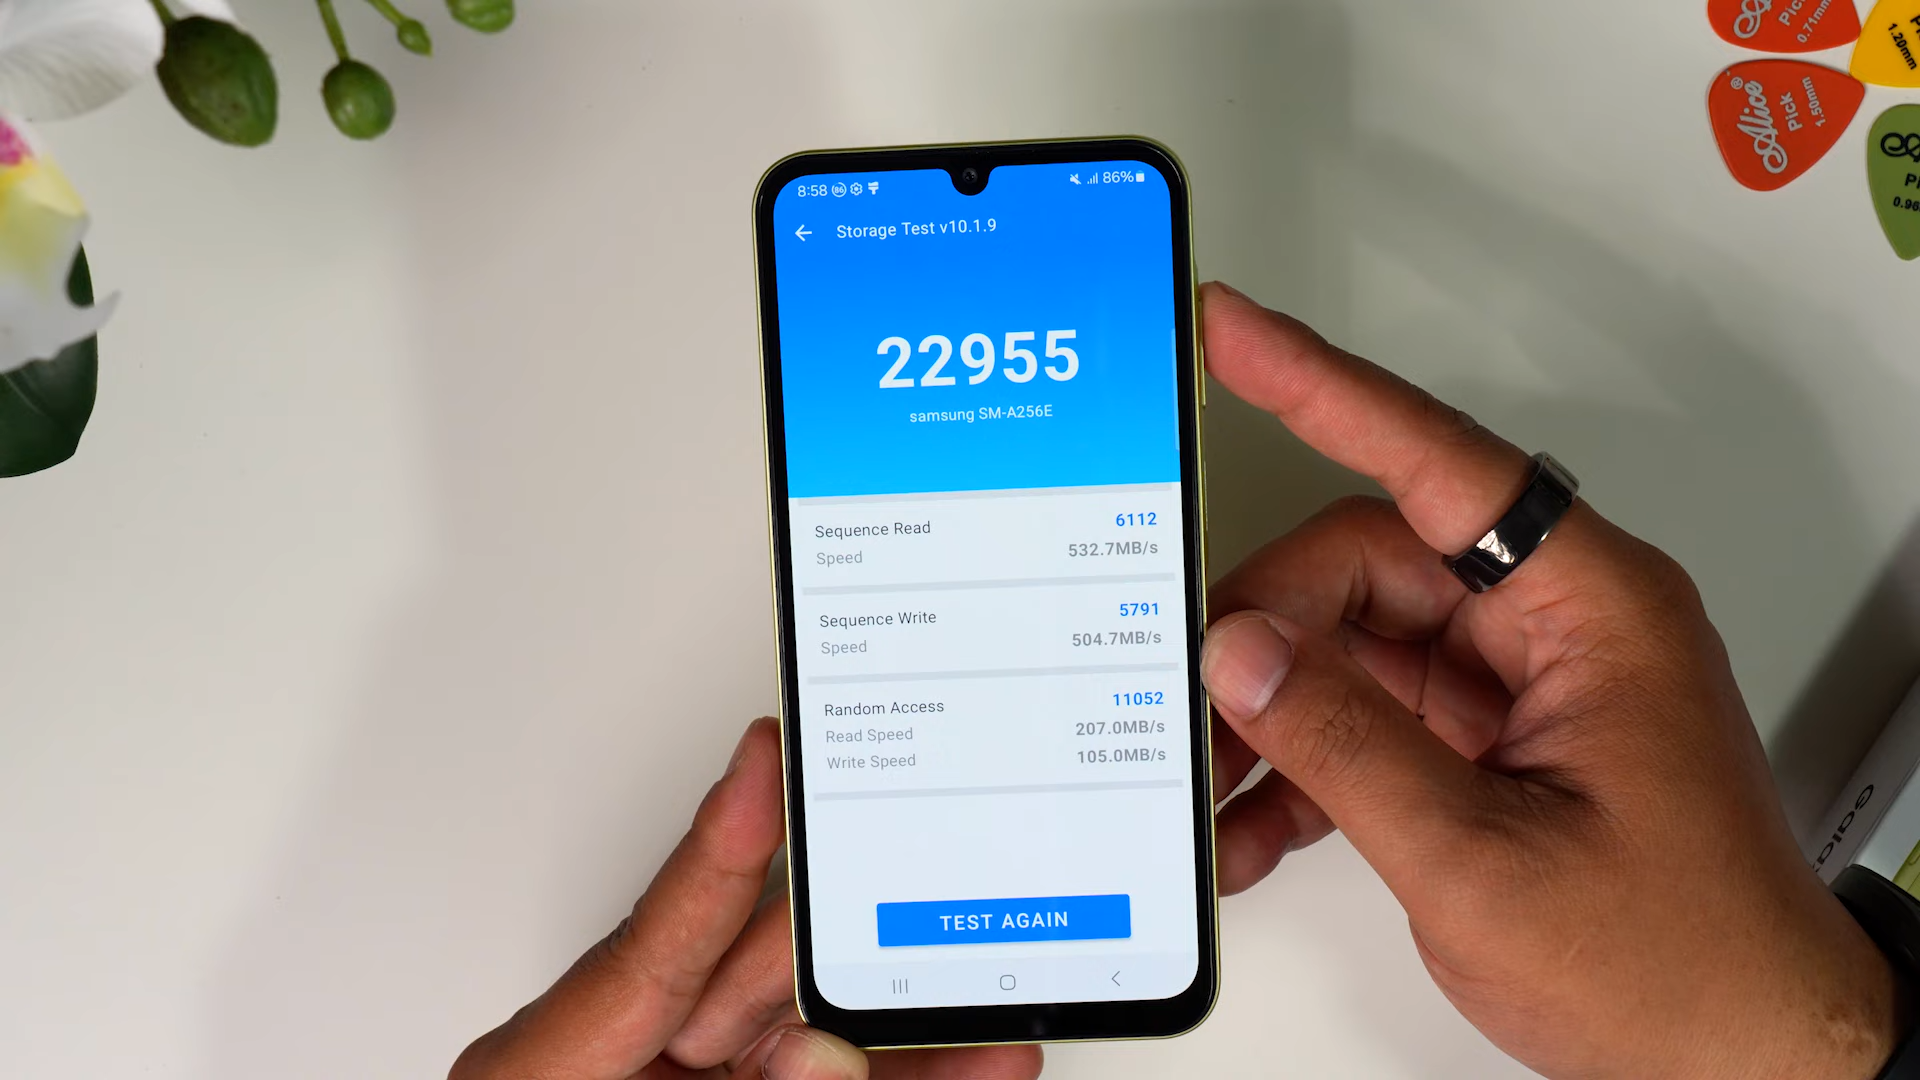 8:58
86%
Storage Test v10.1.9
22955
samsung SM-A256E
Sequence Read 6112
Speed 532.7MB/s
Sequence Write 5791
Speed 504.7MB/s
Random Access 11052
Read Speed 207.0MB/s
Write Speed 105.0MB/s
TEST AGAIN
0.71mm
1.20mm
Alice®
Pick
1.50mm